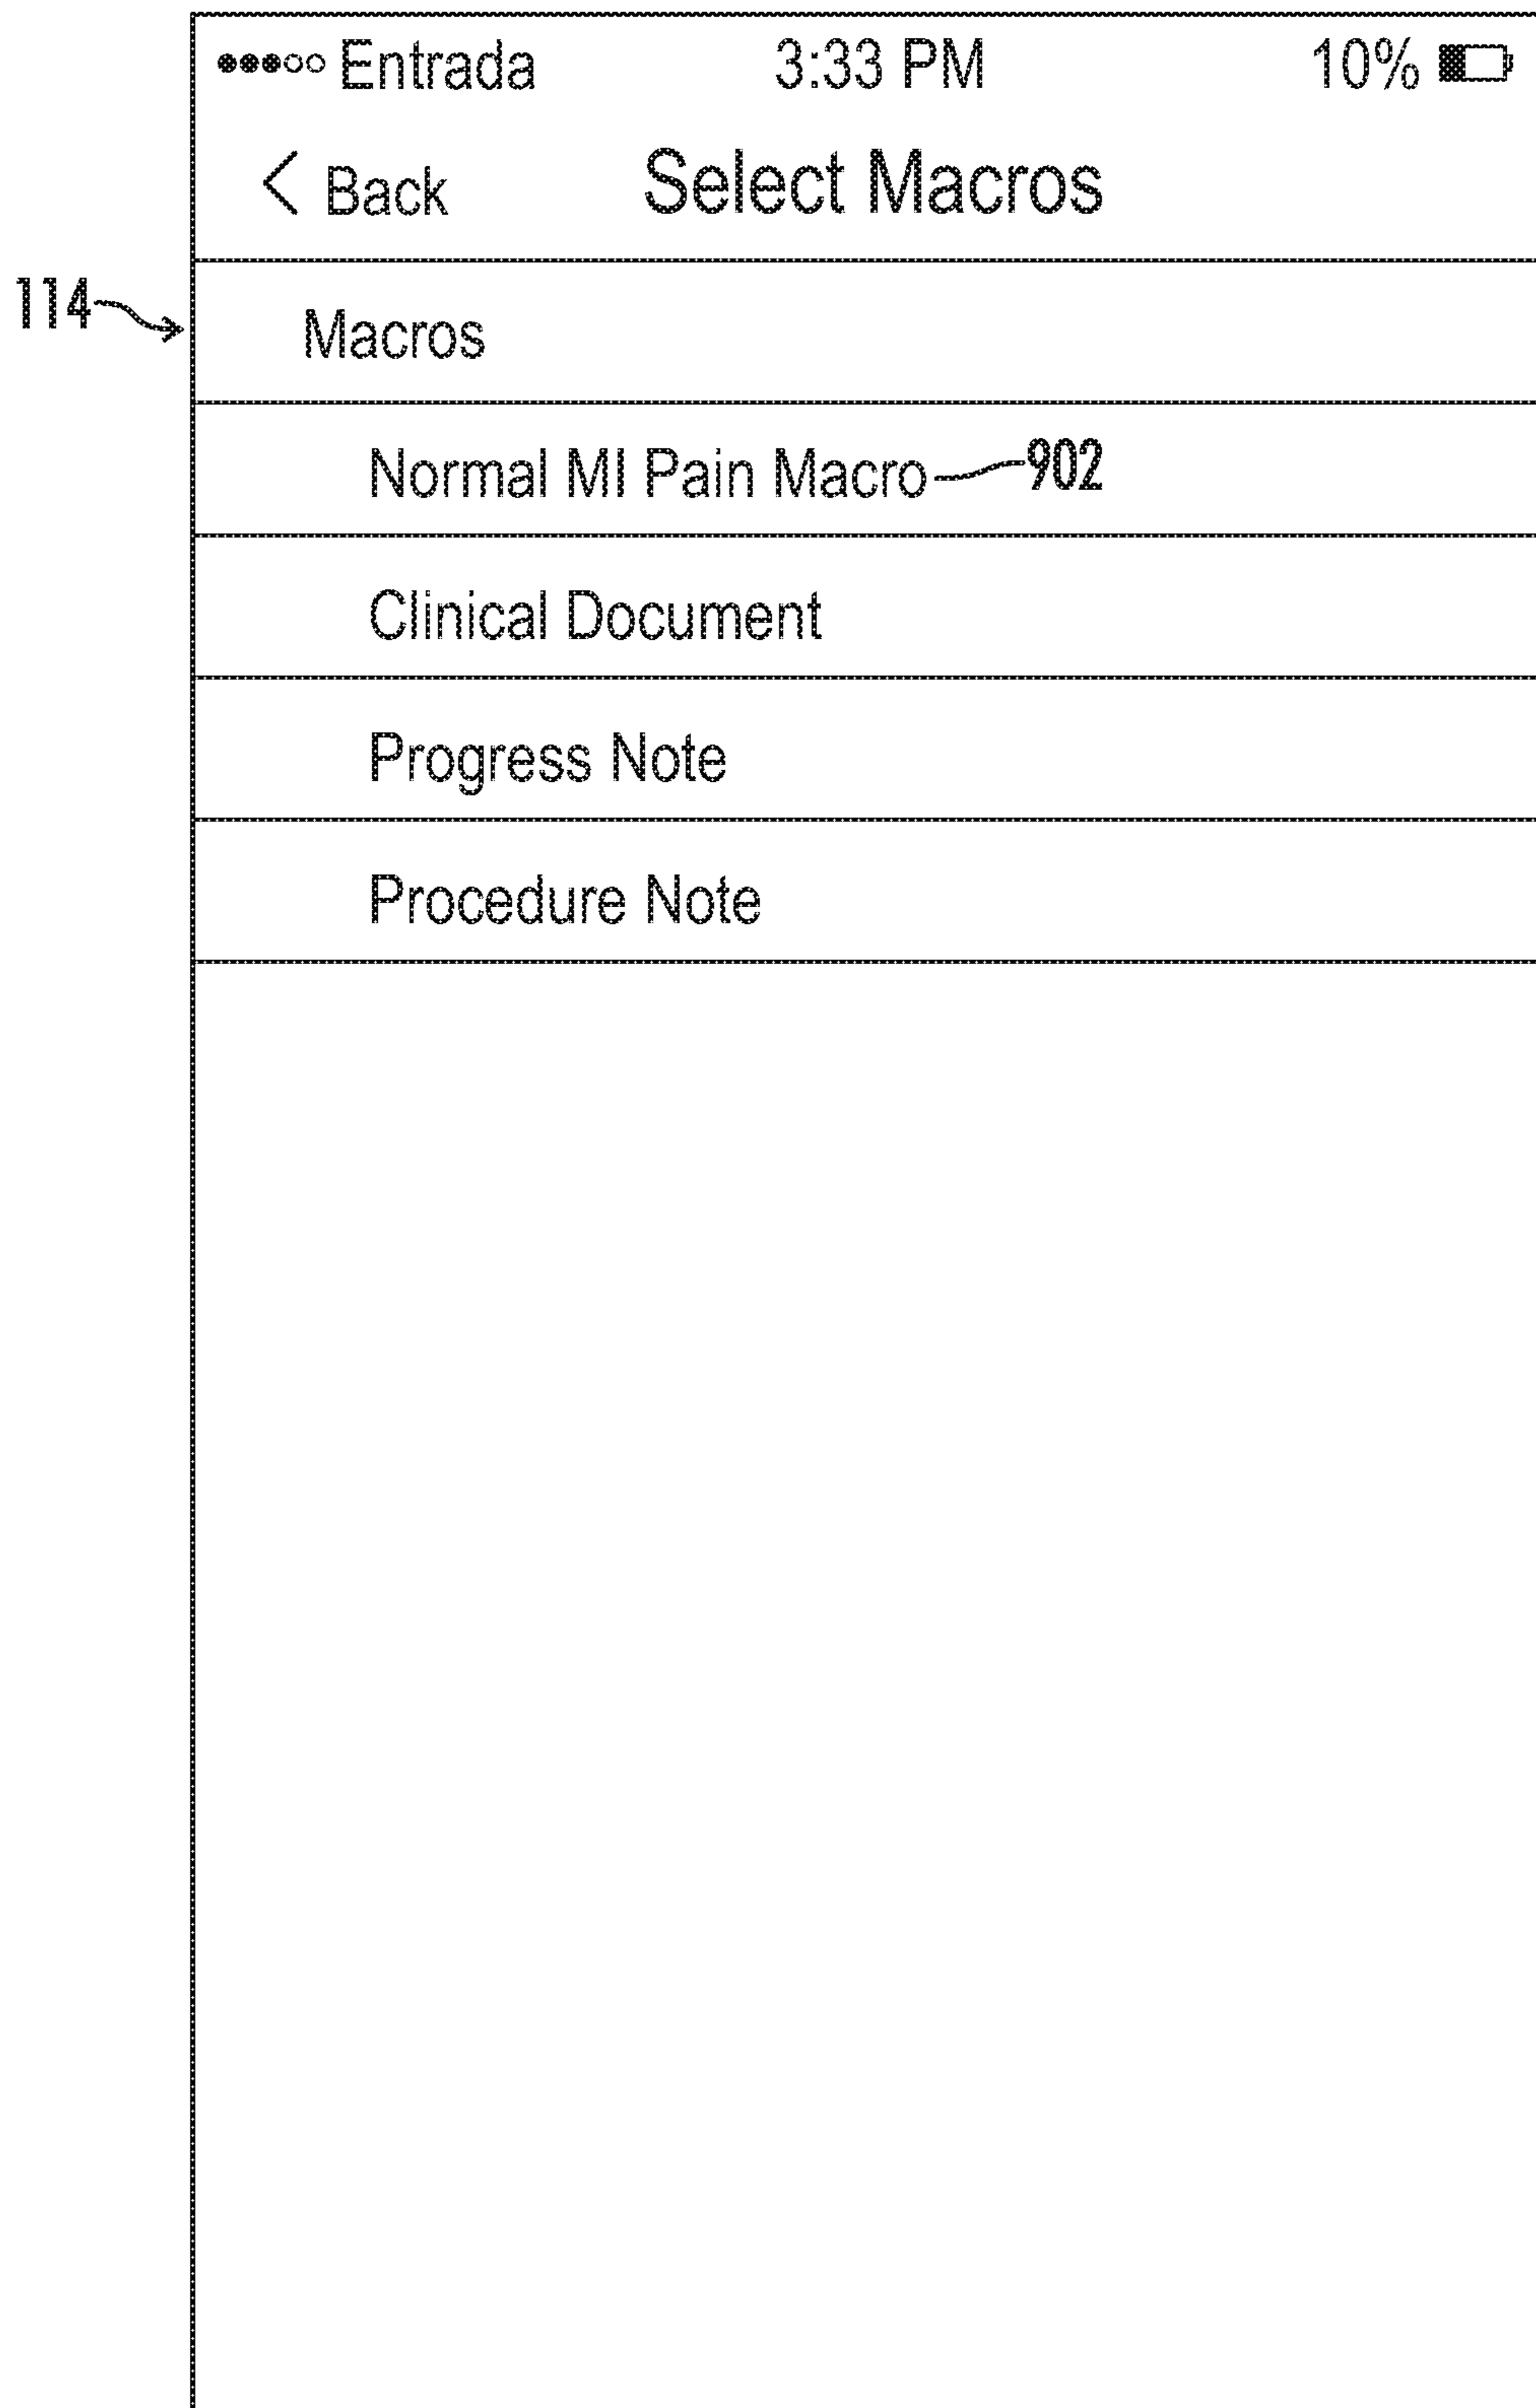 Entrada 3:33 PM 10%
< Back Select Macros
114
Macros
Normal MI Pain Macro 902
Clinical Document
Progress Note
Procedure Note